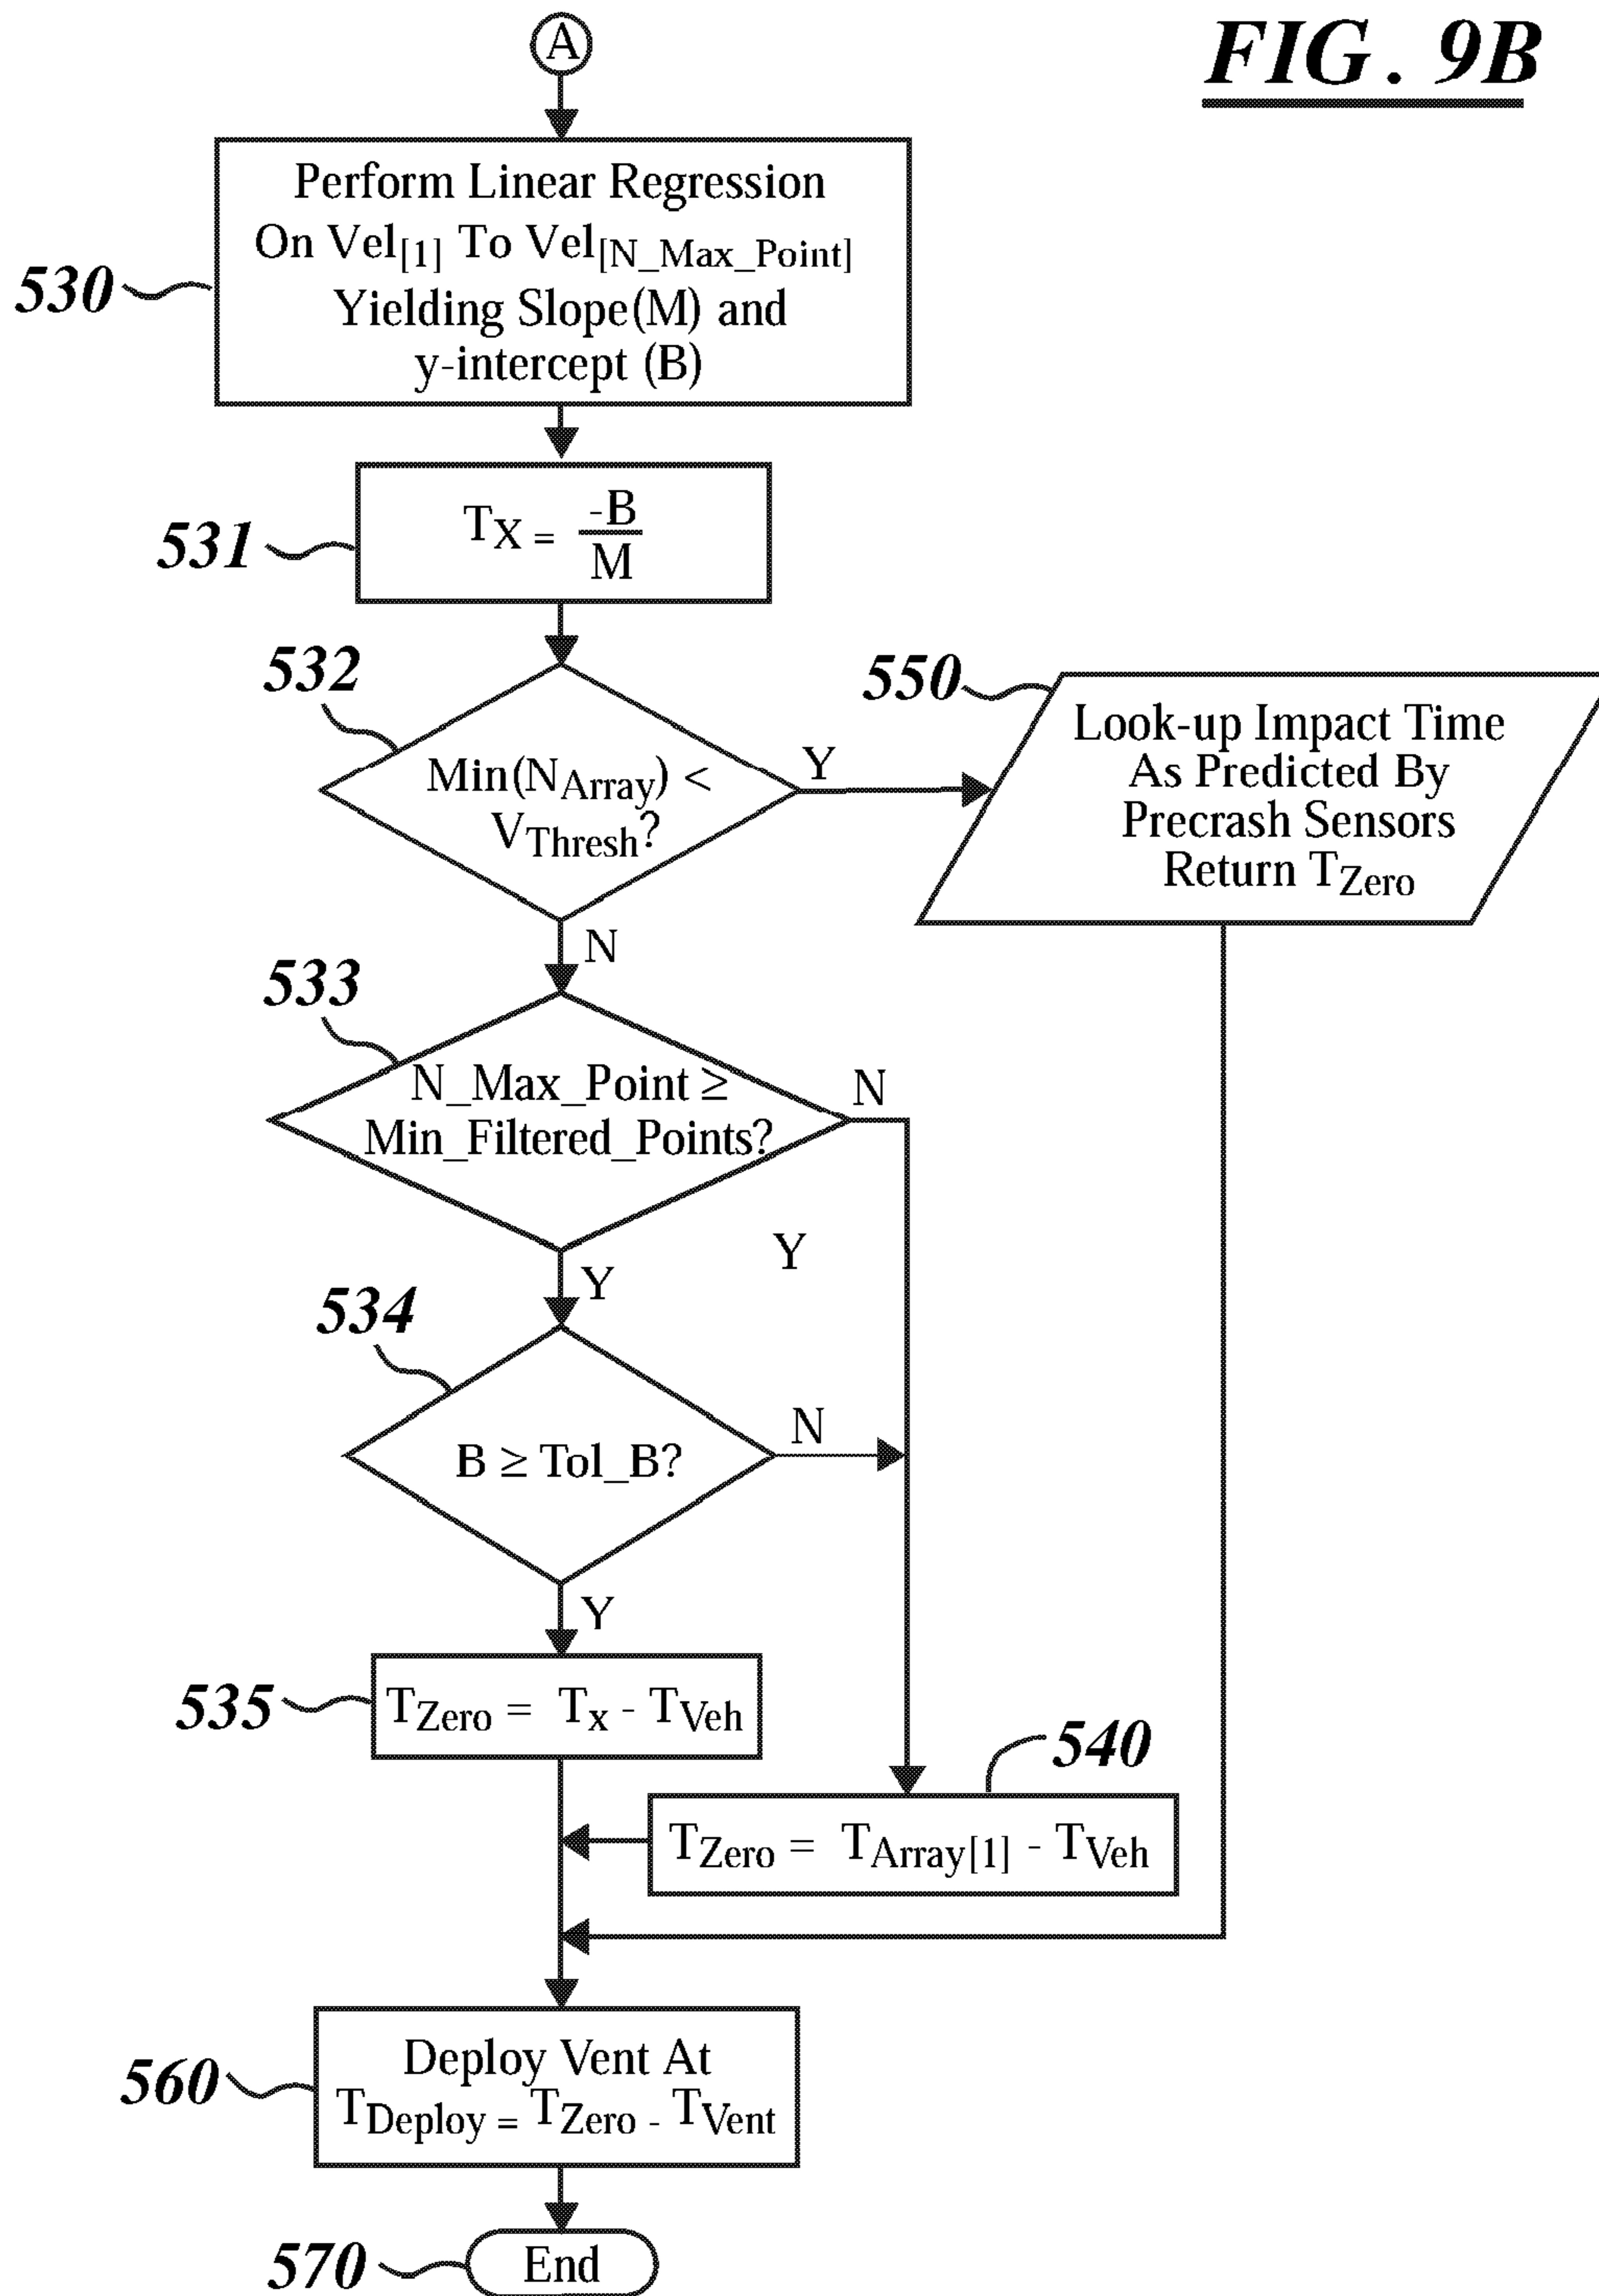 A
FIG. 9B
530
Perform Linear Regression
On Vel[1] To Vel[N_Max_Point]
Yielding Slope(M) and
y-intercept (B)
531
TX = -B
M
532
Min(NArray) <
VThresh?
Y
N
550
Look-up Impact Time
As Predicted By
Precrash Sensors
Return TZero
533
N_Max_Point ≥
Min_Filtered_Points?
N
Y
Y
534
B ≥ Tol_B?
N
Y
535
TZero = Tx - TVeh
540
TZero = TArray[1] - TVeh
560
Deploy Vent At
TDeploy = TZero - TVent
570
End